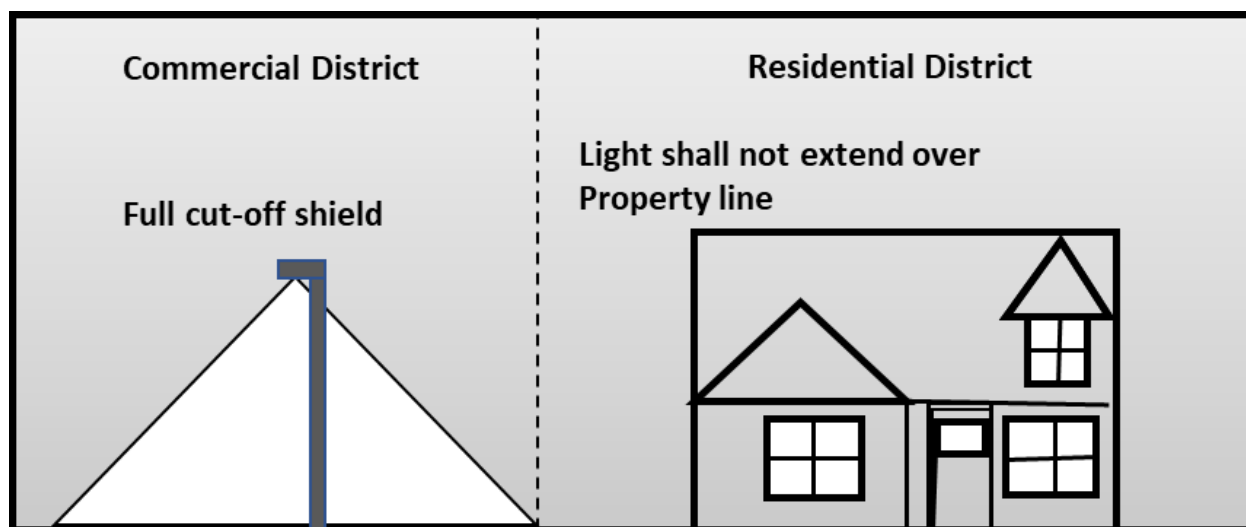 Commercial District
Residential District
Light shall not extend over
Property line
Full cut-off shield